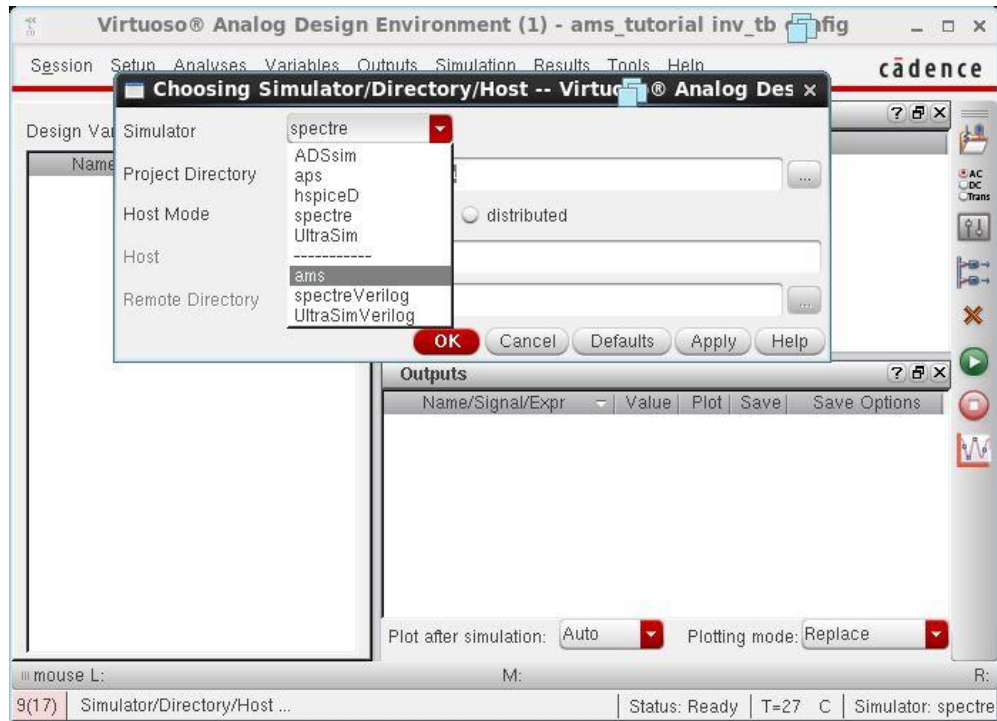 Virtuoso® Analog Design Environment (1) - ams_tutorial inv_tb
Session Setup Analyses Variables Outputs Simulation Results Tools Help
cādence
Choosing Simulator/Directory/Host -- ® Analog Des
Design
Name
Simulator
spectre
ADSsim
aps
hspiceD
spectre
UltraSim
-----------
ams
spectreVerilog
UltraSimVerilog
Project Directory
...
Host Mode
distributed
Host
Remote Directory
...
OK Cancel Defaults Apply Help
AC
DC
Trans
Outputs
Name/Signal/Expr Value Plot Save Save Options
Plot after simulation: Auto Plotting mode: Replace
mouse L: M: R:
9(17) Simulator/Directory/Host ... Status: Ready T=27 C Simulator: spectre